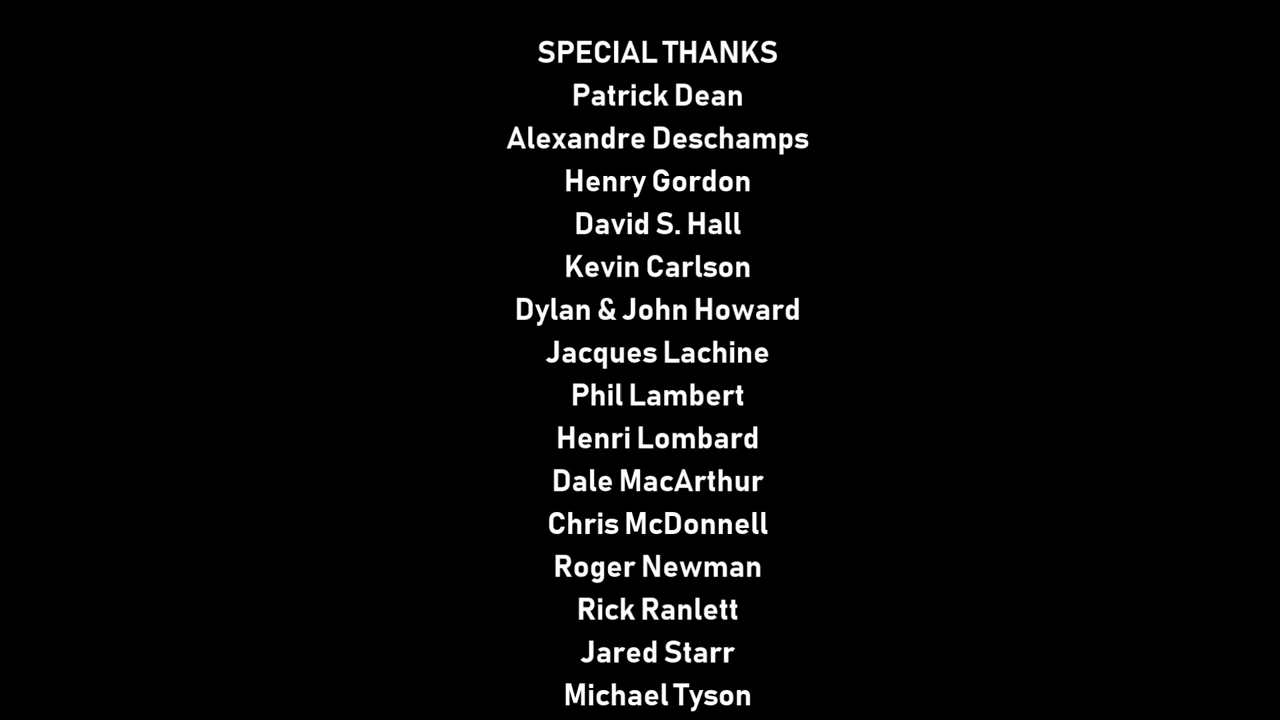 SPECIAL THANKS
Patrick Dean
Alexandre Deschamps
Henry Gordon
David S. Hall
Kevin Carlson
Dylan & John Howard
Jacques Lachine
Phil Lambert
Henri Lombard
Dale MacArthur
Chris McDonnell
Roger Newman
Rick Ranlett
Jared Starr
Michael Tyson